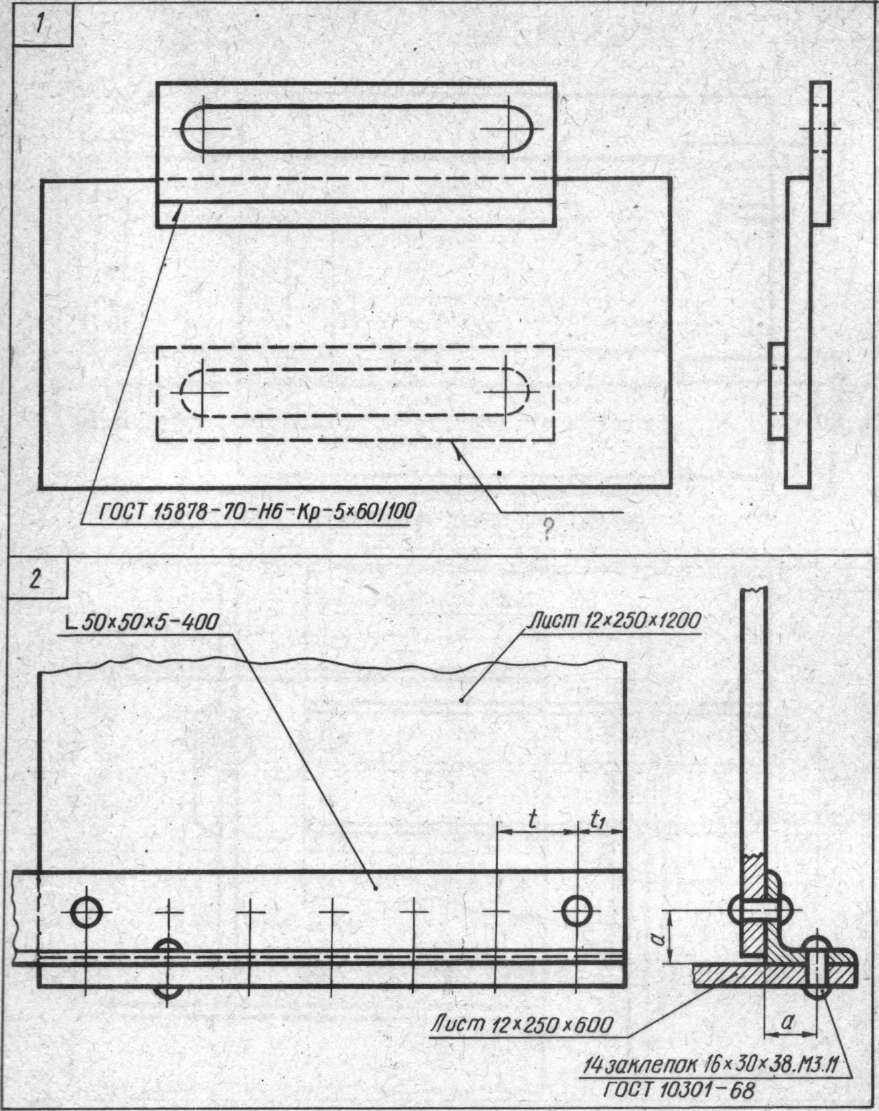 1
ГОСТ 15878-70-Н6-Кр-5×60/100
?
2
∟50×50×5-400
Лист 12×250×1200
t
t₁
a
Лист 12×250×600
a
14 заклепок 16×30×38.МЗ.11
ГОСТ 10301-68